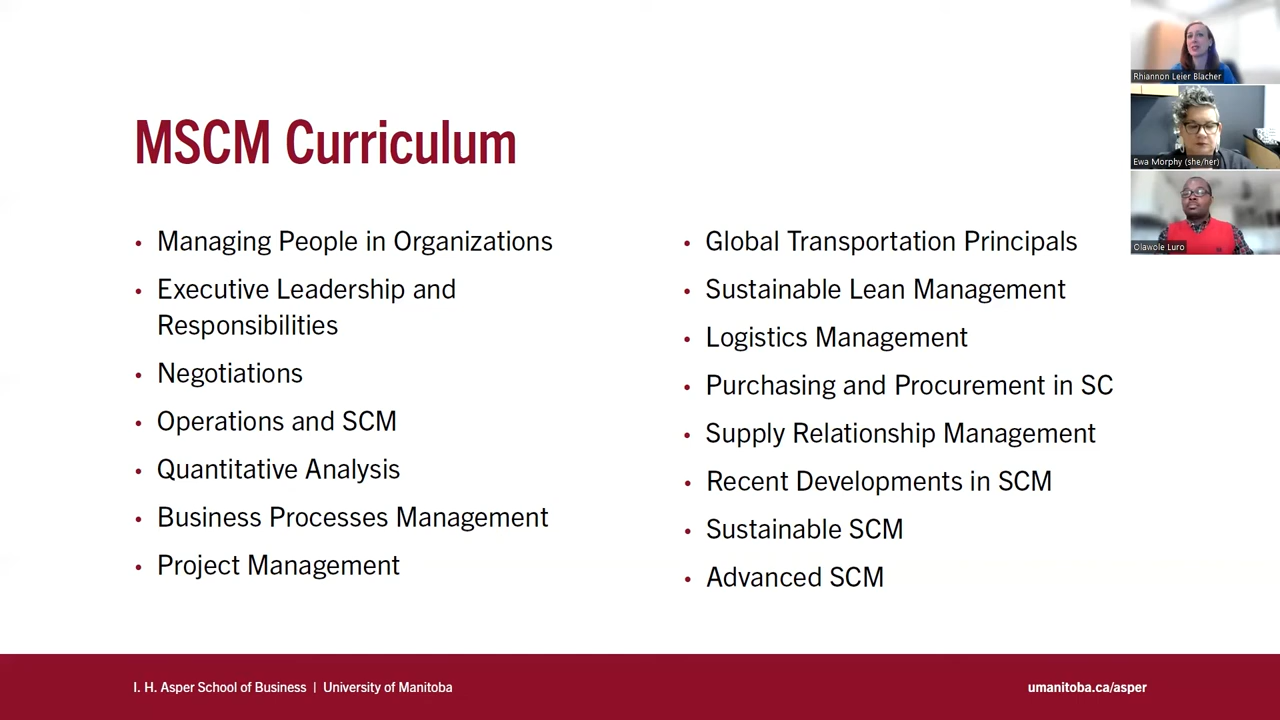 MSCM Curriculum
• Managing People in Organizations
• Executive Leadership and
Responsibilities
• Negotiations
• Operations and SCM
• Quantitative Analysis
• Business Processes Management
• Project Management
• Global Transportation Principals
• Sustainable Lean Management
• Logistics Management
• Purchasing and Procurement in SC
• Supply Relationship Management
• Recent Developments in SCM
• Sustainable SCM
• Advanced SCM
Rhiannon Leier Blacher
Ewa Morphy (she/her)
Olawole Luro
I. H. Asper School of Business | University of Manitoba
umanitoba.ca/asper